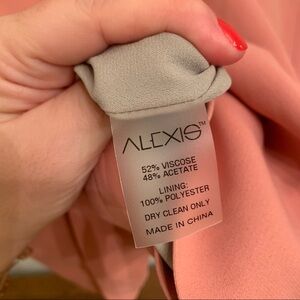 ALEXIS™
52% VISCOSE
48% ACETATE
LINING:
100% POLYESTER
DRY CLEAN ONLY
MADE IN CHINA